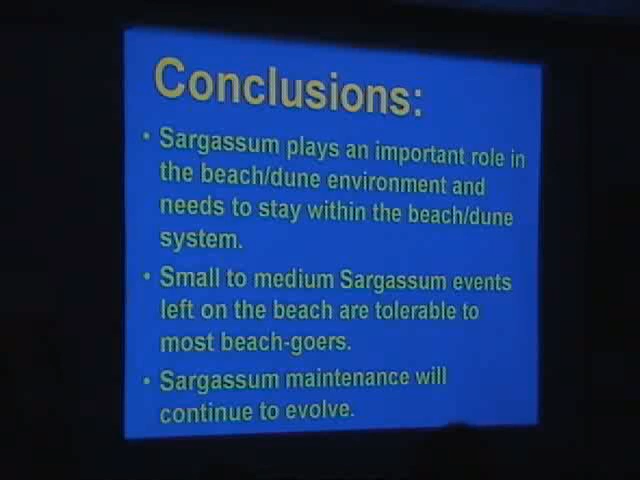 Conclusions:
• Sargassum plays an important role in
the beach/dune environment and
needs to stay within the beach/dune
system.
• Small to medium Sargassum events
left on the beach are tolerable to
most beach-goers.
• Sargassum maintenance will
continue to evolve.